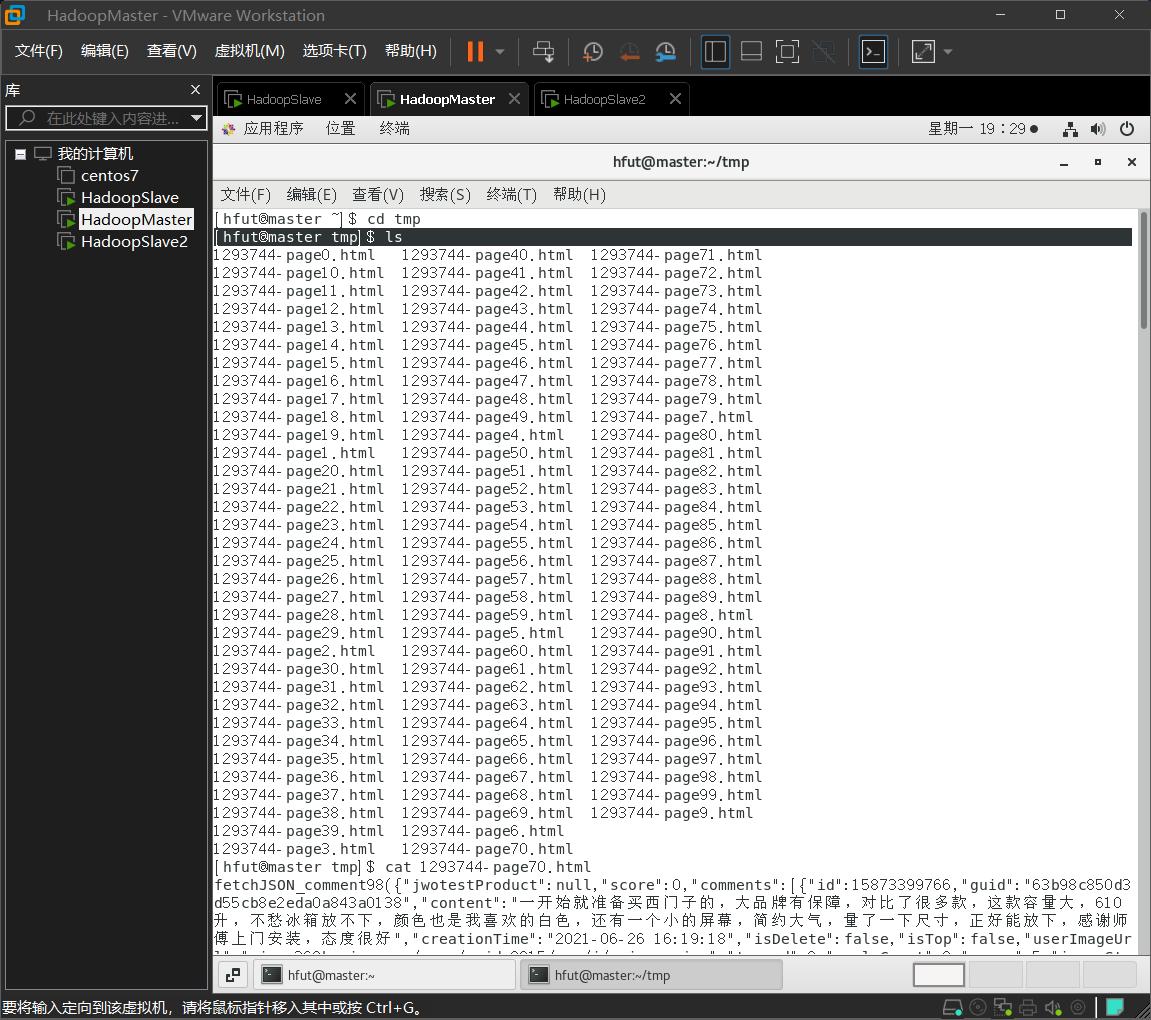 HadoopMaster - VMware Workstation
文件(F) 编辑(E) 查看(V) 虚拟机(M) 选项卡(T) 帮助(H)
库
在此处键入内容进...
我的计算机
centos7
HadoopSlave
HadoopMaster
HadoopSlave2
HadoopSlave HadoopMaster HadoopSlave2
应用程序 位置 终端 星期一 19：29
hfut@master:~/tmp
文件(F) 编辑(E) 查看(V) 搜索(S) 终端(T) 帮助(H)
[hfut@master ~]$ cd tmp
[hfut@master tmp]$ ls
1293744-page0.html 1293744-page40.html 1293744-page71.html
1293744-page10.html 1293744-page41.html 1293744-page72.html
1293744-page11.html 1293744-page42.html 1293744-page73.html
1293744-page12.html 1293744-page43.html 1293744-page74.html
1293744-page13.html 1293744-page44.html 1293744-page75.html
1293744-page14.html 1293744-page45.html 1293744-page76.html
1293744-page15.html 1293744-page46.html 1293744-page77.html
1293744-page16.html 1293744-page47.html 1293744-page78.html
1293744-page17.html 1293744-page48.html 1293744-page79.html
1293744-page18.html 1293744-page49.html 1293744-page7.html
1293744-page19.html 1293744-page4.html 1293744-page80.html
1293744-page1.html 1293744-page50.html 1293744-page81.html
1293744-page20.html 1293744-page51.html 1293744-page82.html
1293744-page21.html 1293744-page52.html 1293744-page83.html
1293744-page22.html 1293744-page53.html 1293744-page84.html
1293744-page23.html 1293744-page54.html 1293744-page85.html
1293744-page24.html 1293744-page55.html 1293744-page86.html
1293744-page25.html 1293744-page56.html 1293744-page87.html
1293744-page26.html 1293744-page57.html 1293744-page88.html
1293744-page27.html 1293744-page58.html 1293744-page89.html
1293744-page28.html 1293744-page59.html 1293744-page8.html
1293744-page29.html 1293744-page5.html 1293744-page90.html
1293744-page2.html 1293744-page60.html 1293744-page91.html
1293744-page30.html 1293744-page61.html 1293744-page92.html
1293744-page31.html 1293744-page62.html 1293744-page93.html
1293744-page32.html 1293744-page63.html 1293744-page94.html
1293744-page33.html 1293744-page64.html 1293744-page95.html
1293744-page34.html 1293744-page65.html 1293744-page96.html
1293744-page35.html 1293744-page66.html 1293744-page97.html
1293744-page36.html 1293744-page67.html 1293744-page98.html
1293744-page37.html 1293744-page68.html 1293744-page99.html
1293744-page38.html 1293744-page69.html 1293744-page9.html
1293744-page39.html 1293744-page6.html
1293744-page3.html 1293744-page70.html
[hfut@master tmp]$ cat 1293744-page70.html
fetchJSON_comment98({"jwotestProduct":null,"score":0,"comments":[{"id":15873399766,"guid":"63b98c850d3
d55cb8e2eda0a843a0138","content":"一开始就准备买西门子的，大品牌有保障，对比了很多款，这款容量大，610
升，不愁冰箱放不下，颜色也是我喜欢的白色，还有一个小的屏幕，简约大气，量了一下尺寸，正好能放下，感谢师
傅上门安装，态度很好","creationTime":"2021-06-26 16:19:18","isDelete":false,"isTop":false,"userImageUr
hfut@master:~ hfut@master:~/tmp
要将输入定向到该虚拟机，请将鼠标指针移入其中或按 Ctrl+G。